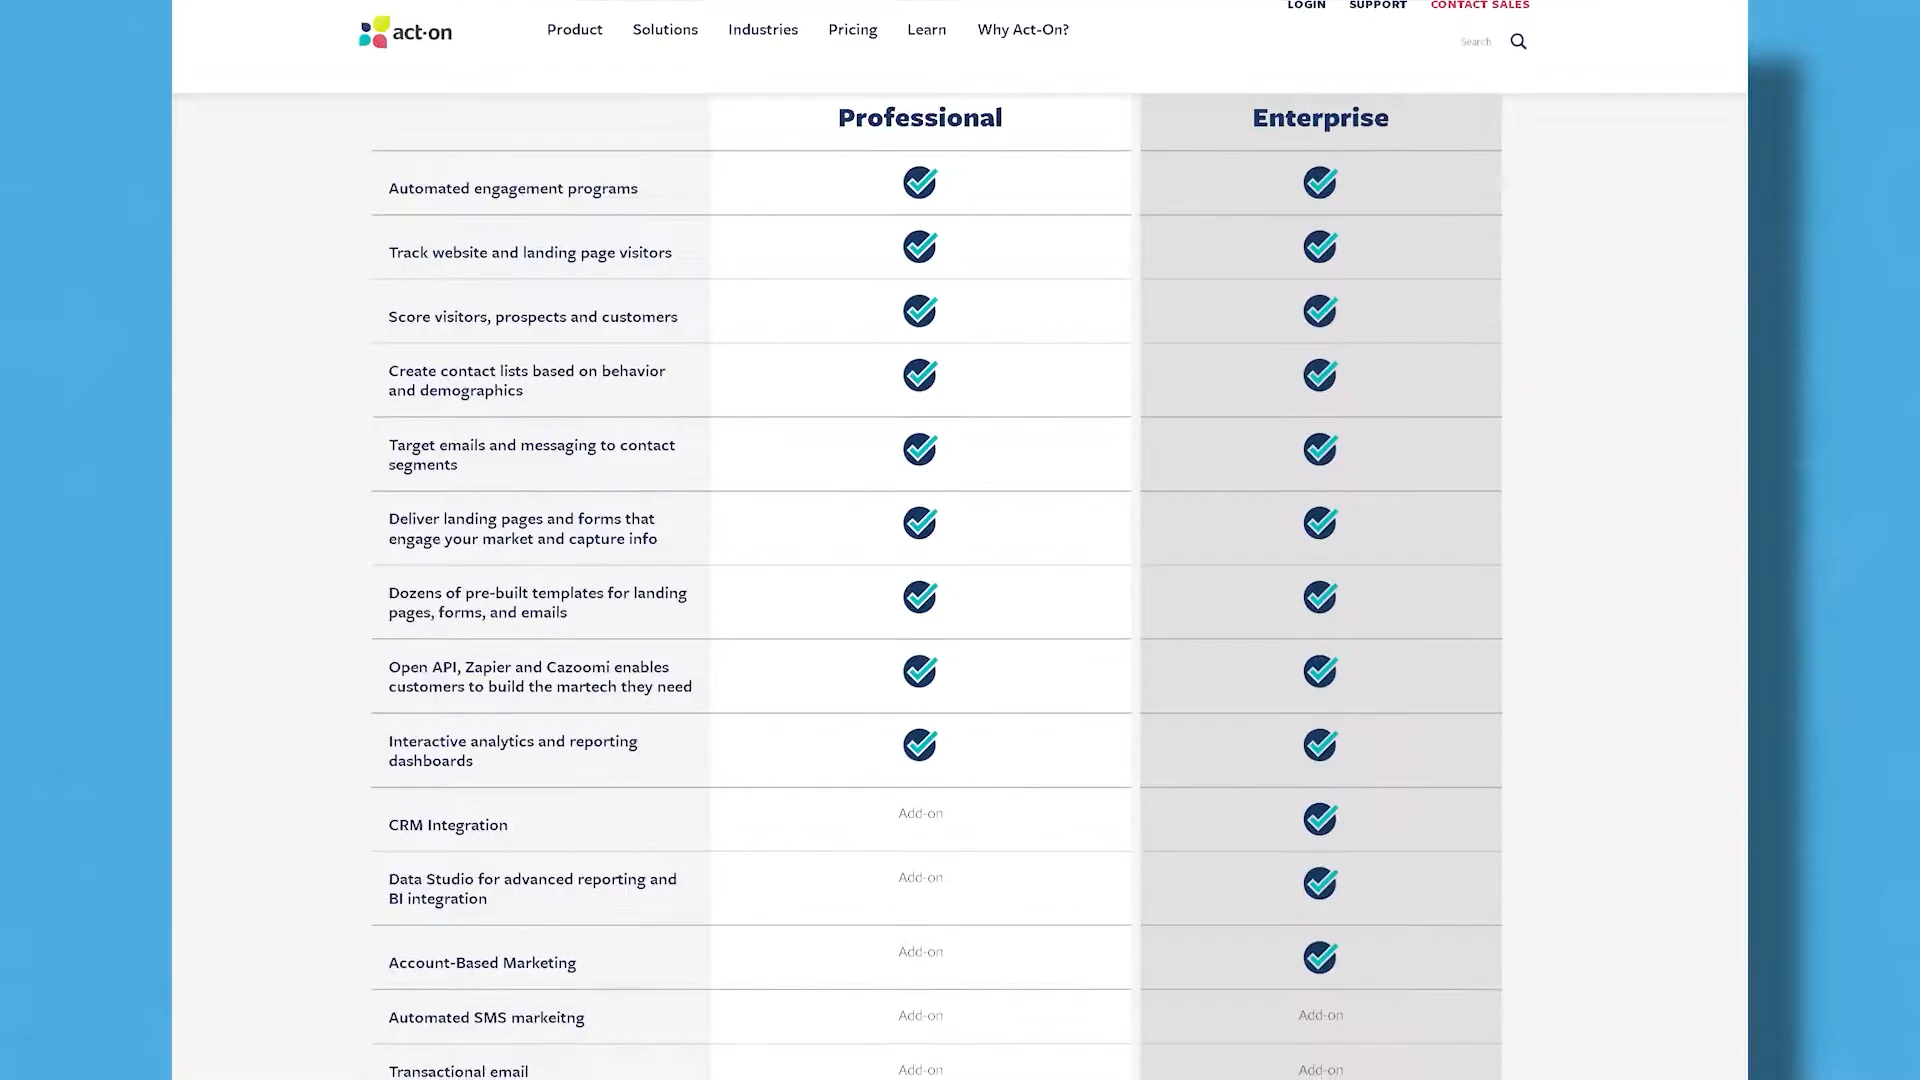 LOGIN SUPPORT CONTACT SALES
act-on Product Solutions Industries Pricing Learn Why Act-On?
Search
Professional Enterprise
Automated engagement programs
Track website and landing page visitors
Score visitors, prospects and customers
Create contact lists based on behavior
and demographics
Target emails and messaging to contact
segments
Deliver landing pages and forms that
engage your market and capture info
Dozens of pre-built templates for landing
pages, forms, and emails
Open API, Zapier and Cazoomi enables
customers to build the martech they need
Interactive analytics and reporting
dashboards
CRM Integration Add-on
Data Studio for advanced reporting and
BI integration
Add-on
Account-Based Marketing Add-on
Automated SMS markeitng Add-on Add-on
Transactional email Add-on Add-on